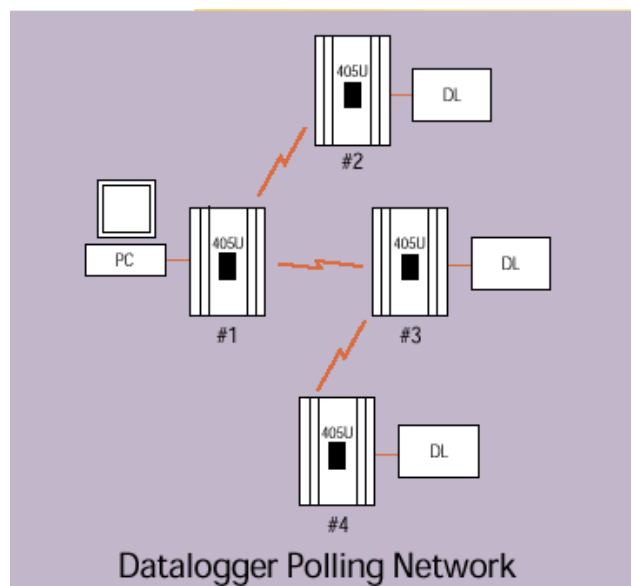 405U
DL
#2
PC
405U
#1
405U
DL
#3
405U
DL
#4
Datalogger Polling Network